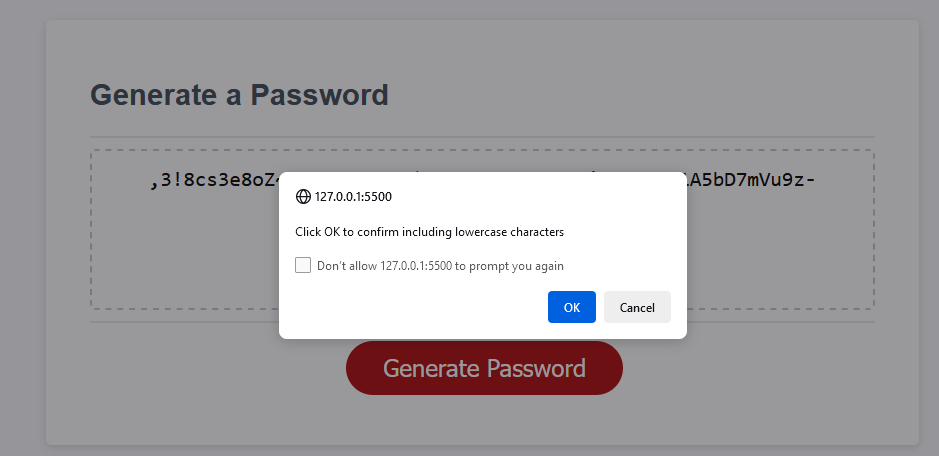 Generate a Password
,3!8cs3e8oZ
A5bD7mVu9z-
127.0.0.1:5500
Click OK to confirm including lowercase characters
Don't allow 127.0.0.1:5500 to prompt you again
OK
Cancel
Generate Password